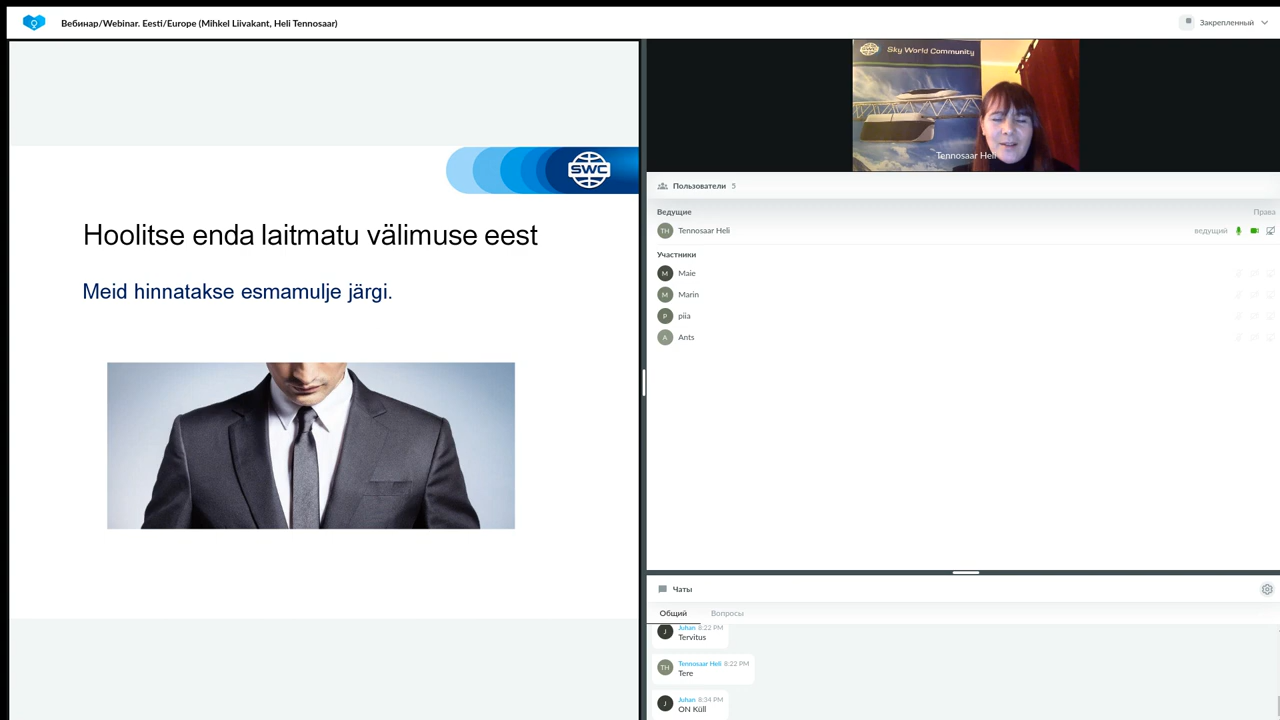 Вебинар/Webinar. Eesti/Europe (Mihkel Liivakant, Heli Tennosaar)
Закрепленный
SWC
Hoolitse enda laitmatu välimuse eest
Meid hinnatakse esmamulje järgi.
Sky World Community
Tennosaar Heli
Пользователи 5
Ведущие Права
TH Tennosaar Heli ведущий
Участники
M Maie
M Marin
P piia
A Ants
Чаты
Общий Вопросы
J Juhan 8:22 PM
Tervitus
TH Tennosaar Heli 8:22 PM
Tere
J Juhan 8:34 PM
ON Küll